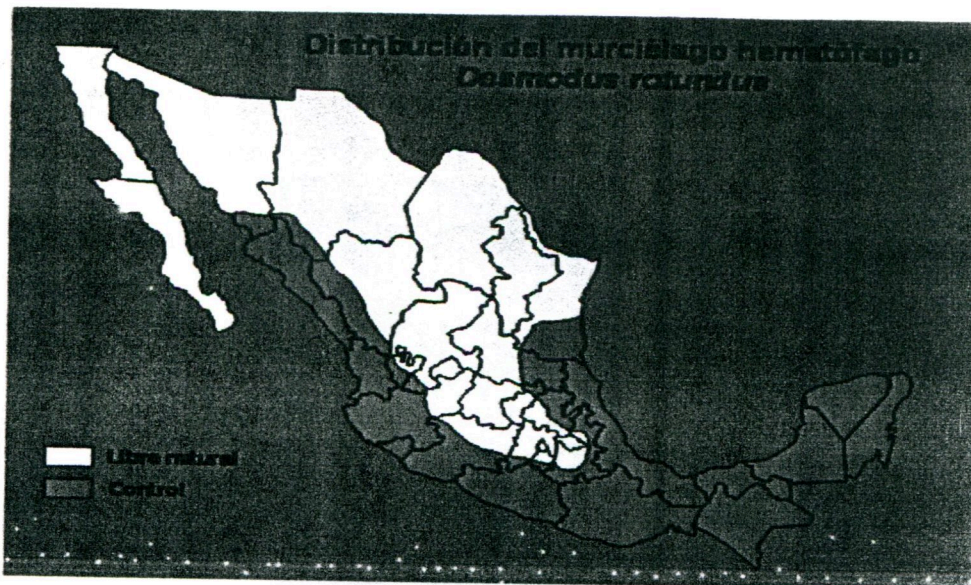 Distribución del murciélago hematófago
Desmodus rotundus
Libre natural
Control